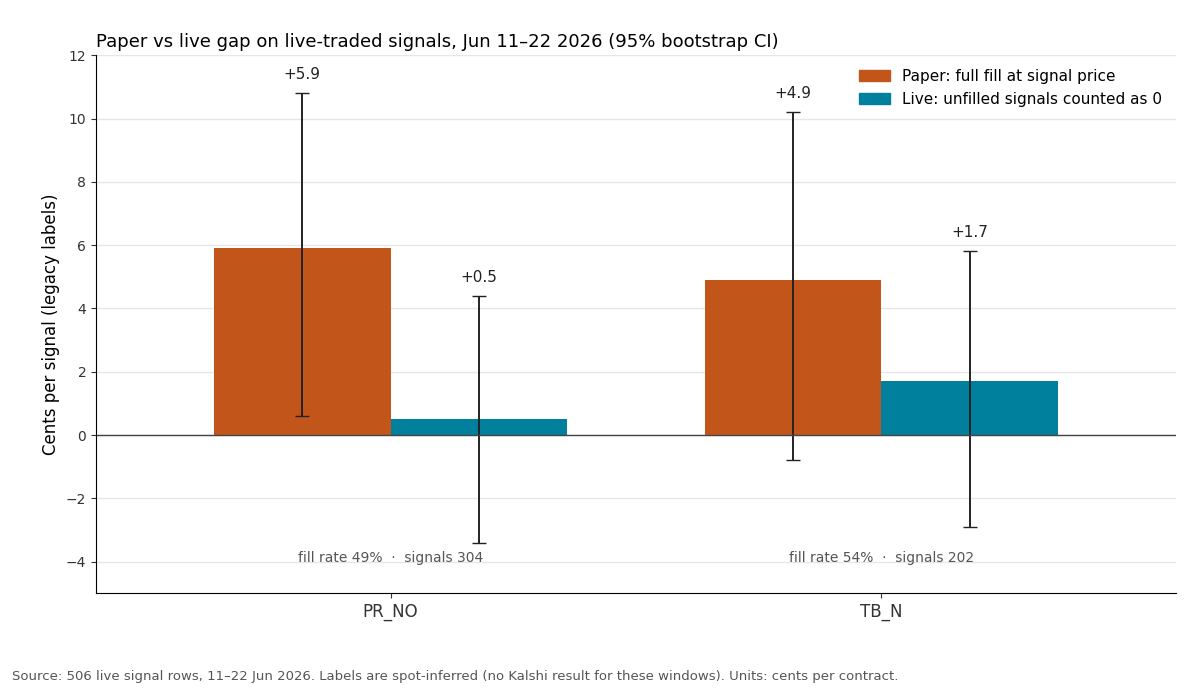 Paper vs live gap on live-traded signals, Jun 11–22 2026 (95% bootstrap CI)
Paper: full fill at signal price
Live: unfilled signals counted as 0
Cents per signal (legacy labels)
12
10
8
6
4
2
0
−2
−4
+5.9
+0.5
+4.9
+1.7
fill rate 49%  ·  signals 304
fill rate 54%  ·  signals 202
PR_NO
TB_N
Source: 506 live signal rows, 11–22 Jun 2026. Labels are spot-inferred (no Kalshi result for these windows). Units: cents per contract.